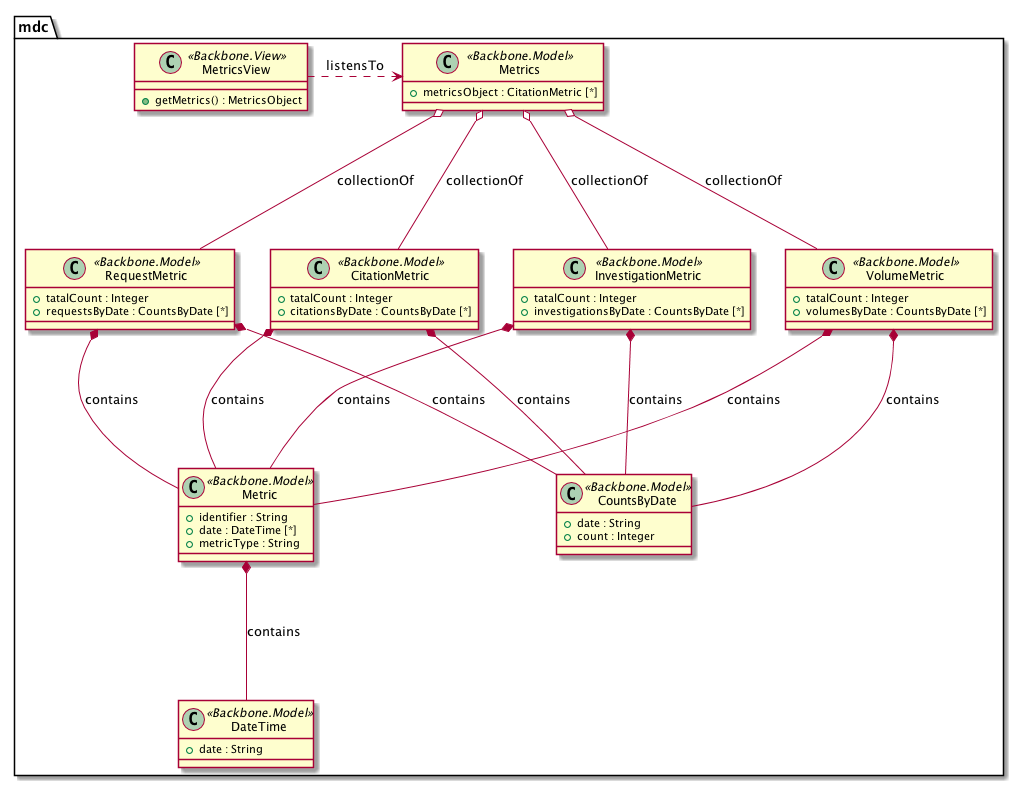 mdc
C «Backbone.View»
MetricsView
getMetrics() : MetricsObject
listensTo
C «Backbone.Model»
Metrics
metricsObject : CitationMetric [*]
collectionOf
collectionOf
collectionOf
collectionOf
C «Backbone.Model»
RequestMetric
tatalCount : Integer
requestsByDate : CountsByDate [*]
C «Backbone.Model»
CitationMetric
tatalCount : Integer
citationsByDate : CountsByDate [*]
C «Backbone.Model»
InvestigationMetric
tatalCount : Integer
investigationsByDate : CountsByDate [*]
C «Backbone.Model»
VolumeMetric
tatalCount : Integer
volumesByDate : CountsByDate [*]
contains
contains
contains
contains
contains
contains
contains
contains
C «Backbone.Model»
Metric
identifier : String
date : DateTime [*]
metricType : String
C «Backbone.Model»
CountsByDate
date : String
count : Integer
contains
C «Backbone.Model»
DateTime
date : String